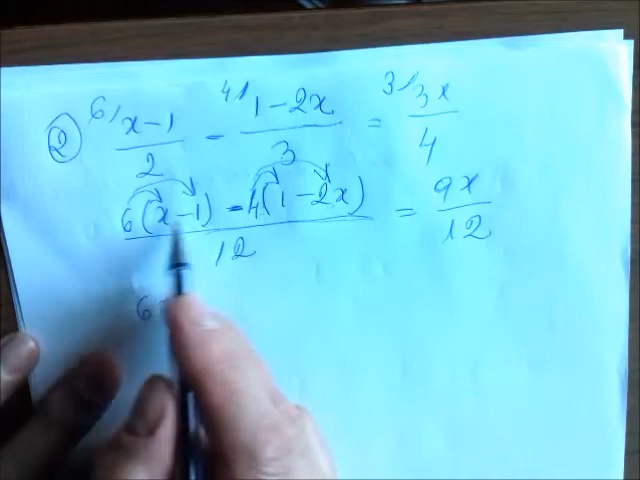 ② 6/ x-1/2 - 4/ 1-2x/3 = 3/ 3x/4
6(x-1) - 4(1-2x)/12 = 9x/12
6